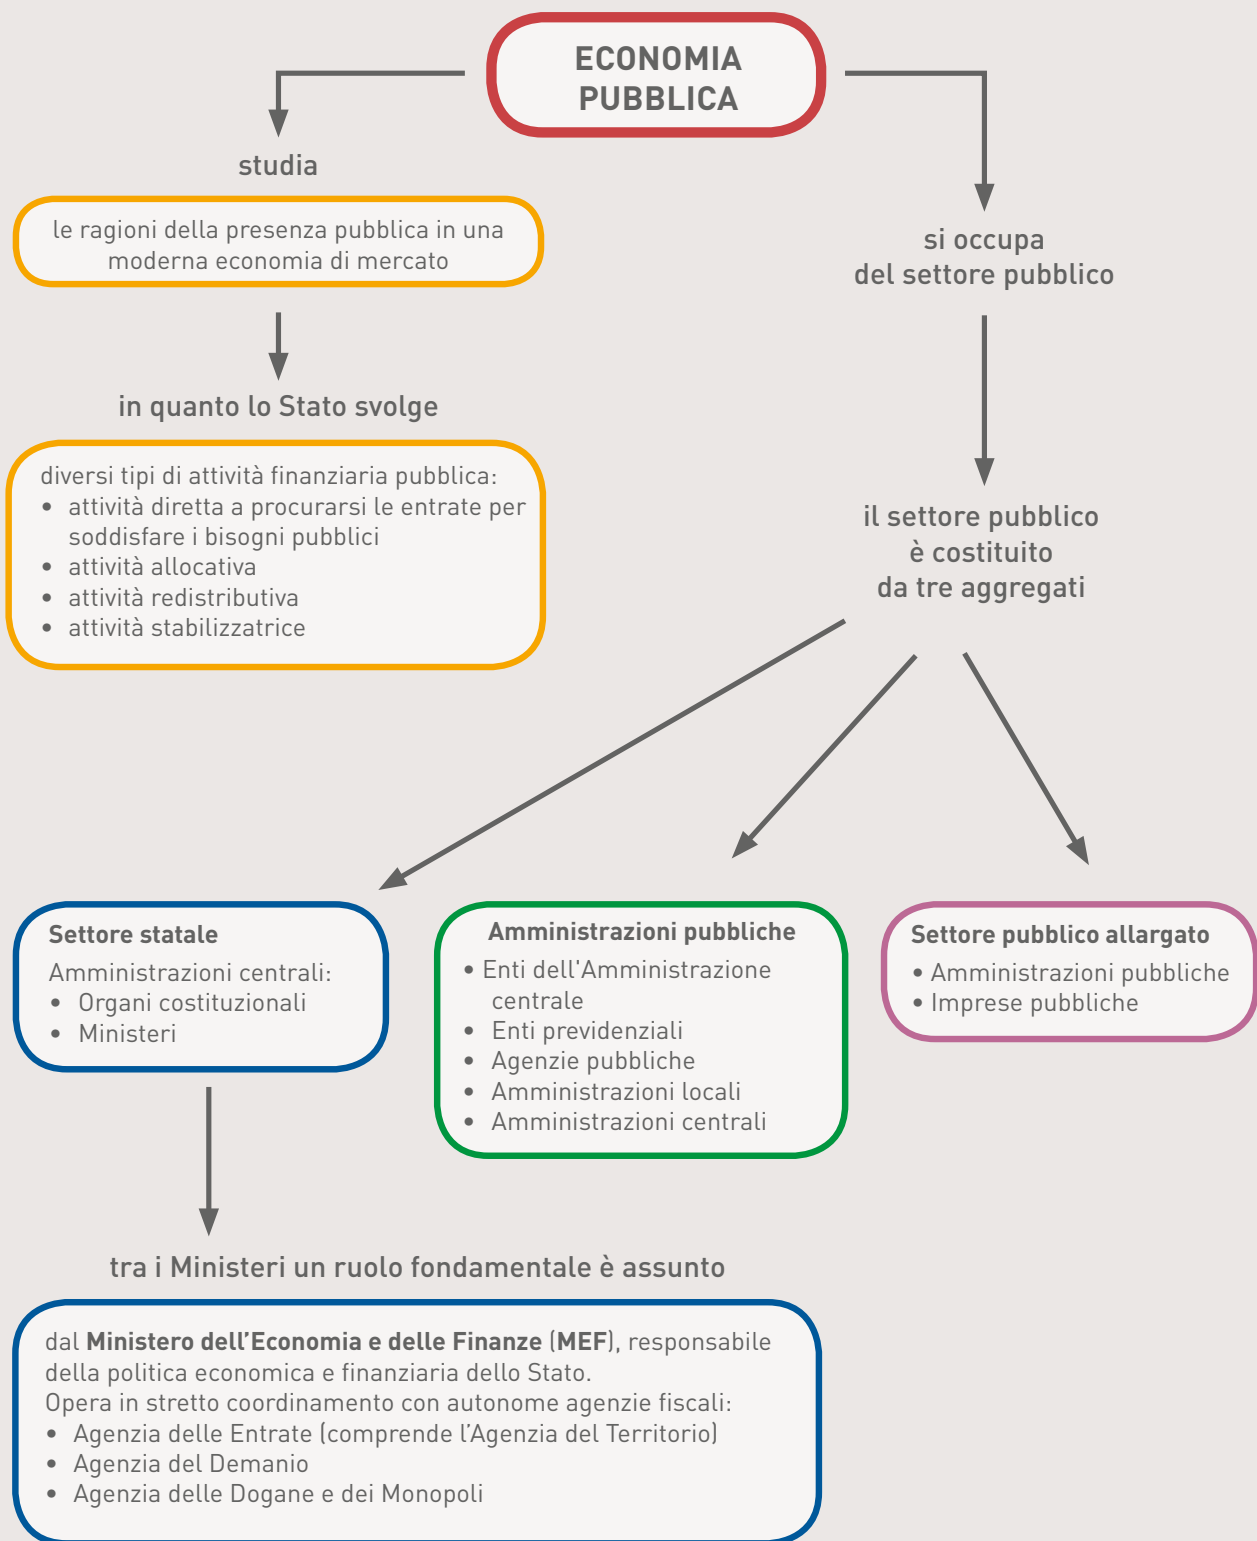 ECONOMIA
PUBBLICA
studia
le ragioni della presenza pubblica in una
moderna economia di mercato
in quanto lo Stato svolge
diversi tipi di attività finanziaria pubblica:
• attività diretta a procurarsi le entrate per
soddisfare i bisogni pubblici
• attività allocativa
• attività redistributiva
• attività stabilizzatrice
si occupa
del settore pubblico
il settore pubblico
è costituito
da tre aggregati
Settore statale
Amministrazioni centrali:
• Organi costituzionali
• Ministeri
Amministrazioni pubbliche
• Enti dell'Amministrazione
centrale
• Enti previdenziali
• Agenzie pubbliche
• Amministrazioni locali
• Amministrazioni centrali
Settore pubblico allargato
• Amministrazioni pubbliche
• Imprese pubbliche
tra i Ministeri un ruolo fondamentale è assunto
dal Ministero dell’Economia e delle Finanze (MEF), responsabile
della politica economica e finanziaria dello Stato.
Opera in stretto coordinamento con autonome agenzie fiscali:
• Agenzia delle Entrate (comprende l’Agenzia del Territorio)
• Agenzia del Demanio
• Agenzia delle Dogane e dei Monopoli